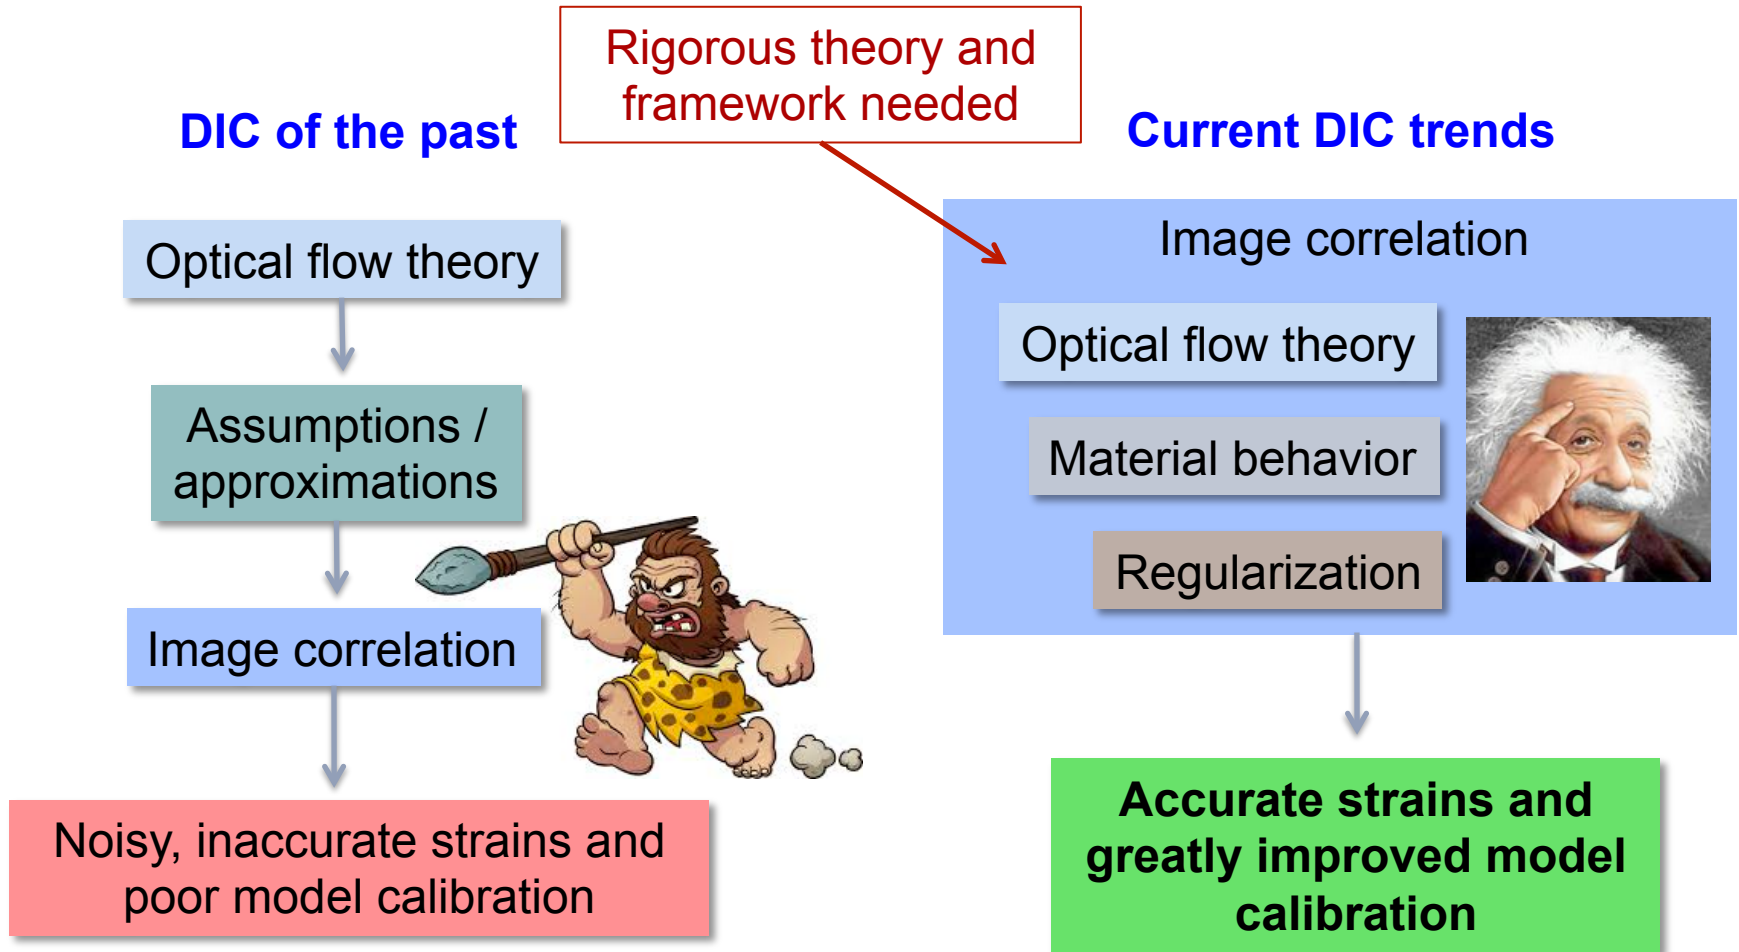 Rigorous theory and
framework needed
DIC of the past
Optical flow theory
Assumptions /
approximations
Image correlation
Noisy, inaccurate strains and
poor model calibration
Current DIC trends
Image correlation
Optical flow theory
Material behavior
Regularization
Accurate strains and
greatly improved model
calibration